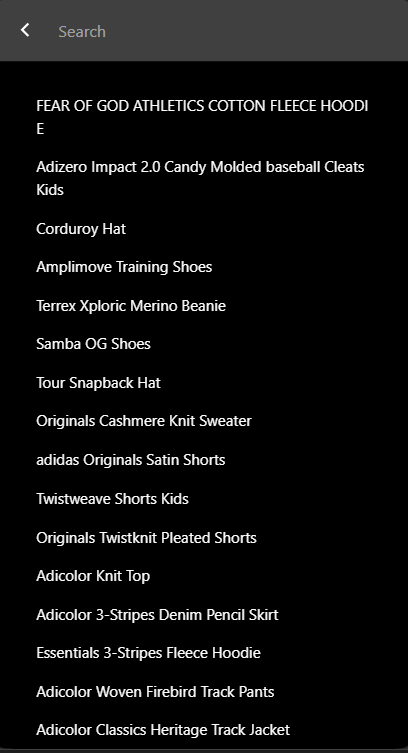 Search
FEAR OF GOD ATHLETICS COTTON FLEECE HOODI
E
Adizero Impact 2.0 Candy Molded baseball Cleats
Kids
Corduroy Hat
Amplimove Training Shoes
Terrex Xploric Merino Beanie
Samba OG Shoes
Tour Snapback Hat
Originals Cashmere Knit Sweater
adidas Originals Satin Shorts
Twistweave Shorts Kids
Originals Twistknit Pleated Shorts
Adicolor Knit Top
Adicolor 3-Stripes Denim Pencil Skirt
Essentials 3-Stripes Fleece Hoodie
Adicolor Woven Firebird Track Pants
Adicolor Classics Heritage Track Jacket